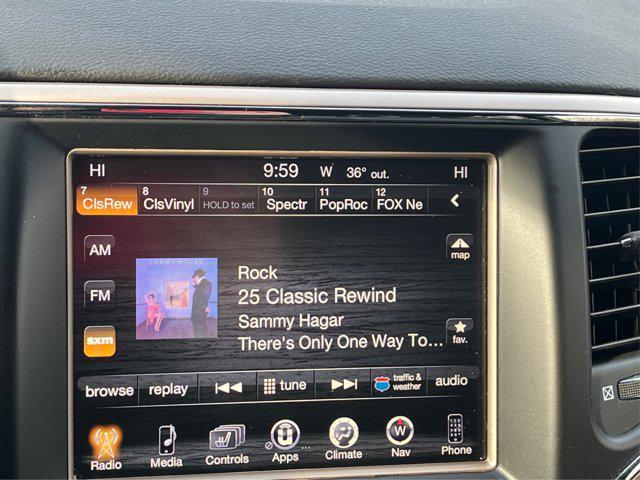 HI 9:59 W 36° out. HI
7 ClsRew 8 ClsVinyl 9 HOLD to set 10 Spectr 11 PopRoc 12 FOX Ne
AM
map
SAMMY HAGAR
Rock
25 Classic Rewind
FM
Sammy Hagar
There's Only One Way To...
sxm
fav.
browse replay tune traffic & weather audio
Radio Media Controls Apps Climate Nav Phone